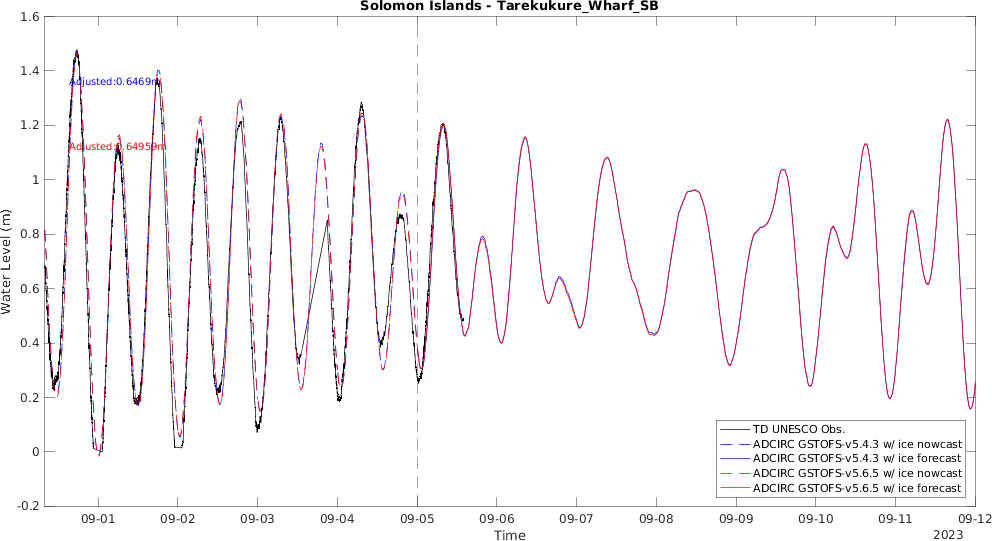 Solomon Islands - Tarekukure_Wharf_SB
1.6
1.4
1.2
1
0.8
0.6
0.4
0.2
0
-0.2
Water Level (m)
Adjusted:0.6469m
Adjusted:0.64959m
TD UNESCO Obs.
ADCIRC GSTOFS-v5.4.3 w/ ice nowcast
ADCIRC GSTOFS-v5.4.3 w/ ice forecast
ADCIRC GSTOFS-v5.6.5 w/ ice nowcast
ADCIRC GSTOFS-v5.6.5 w/ ice forecast
09-01 09-02 09-03 09-04 09-05 09-06 09-07 09-08 09-09 09-10 09-11 09-12
Time
2023